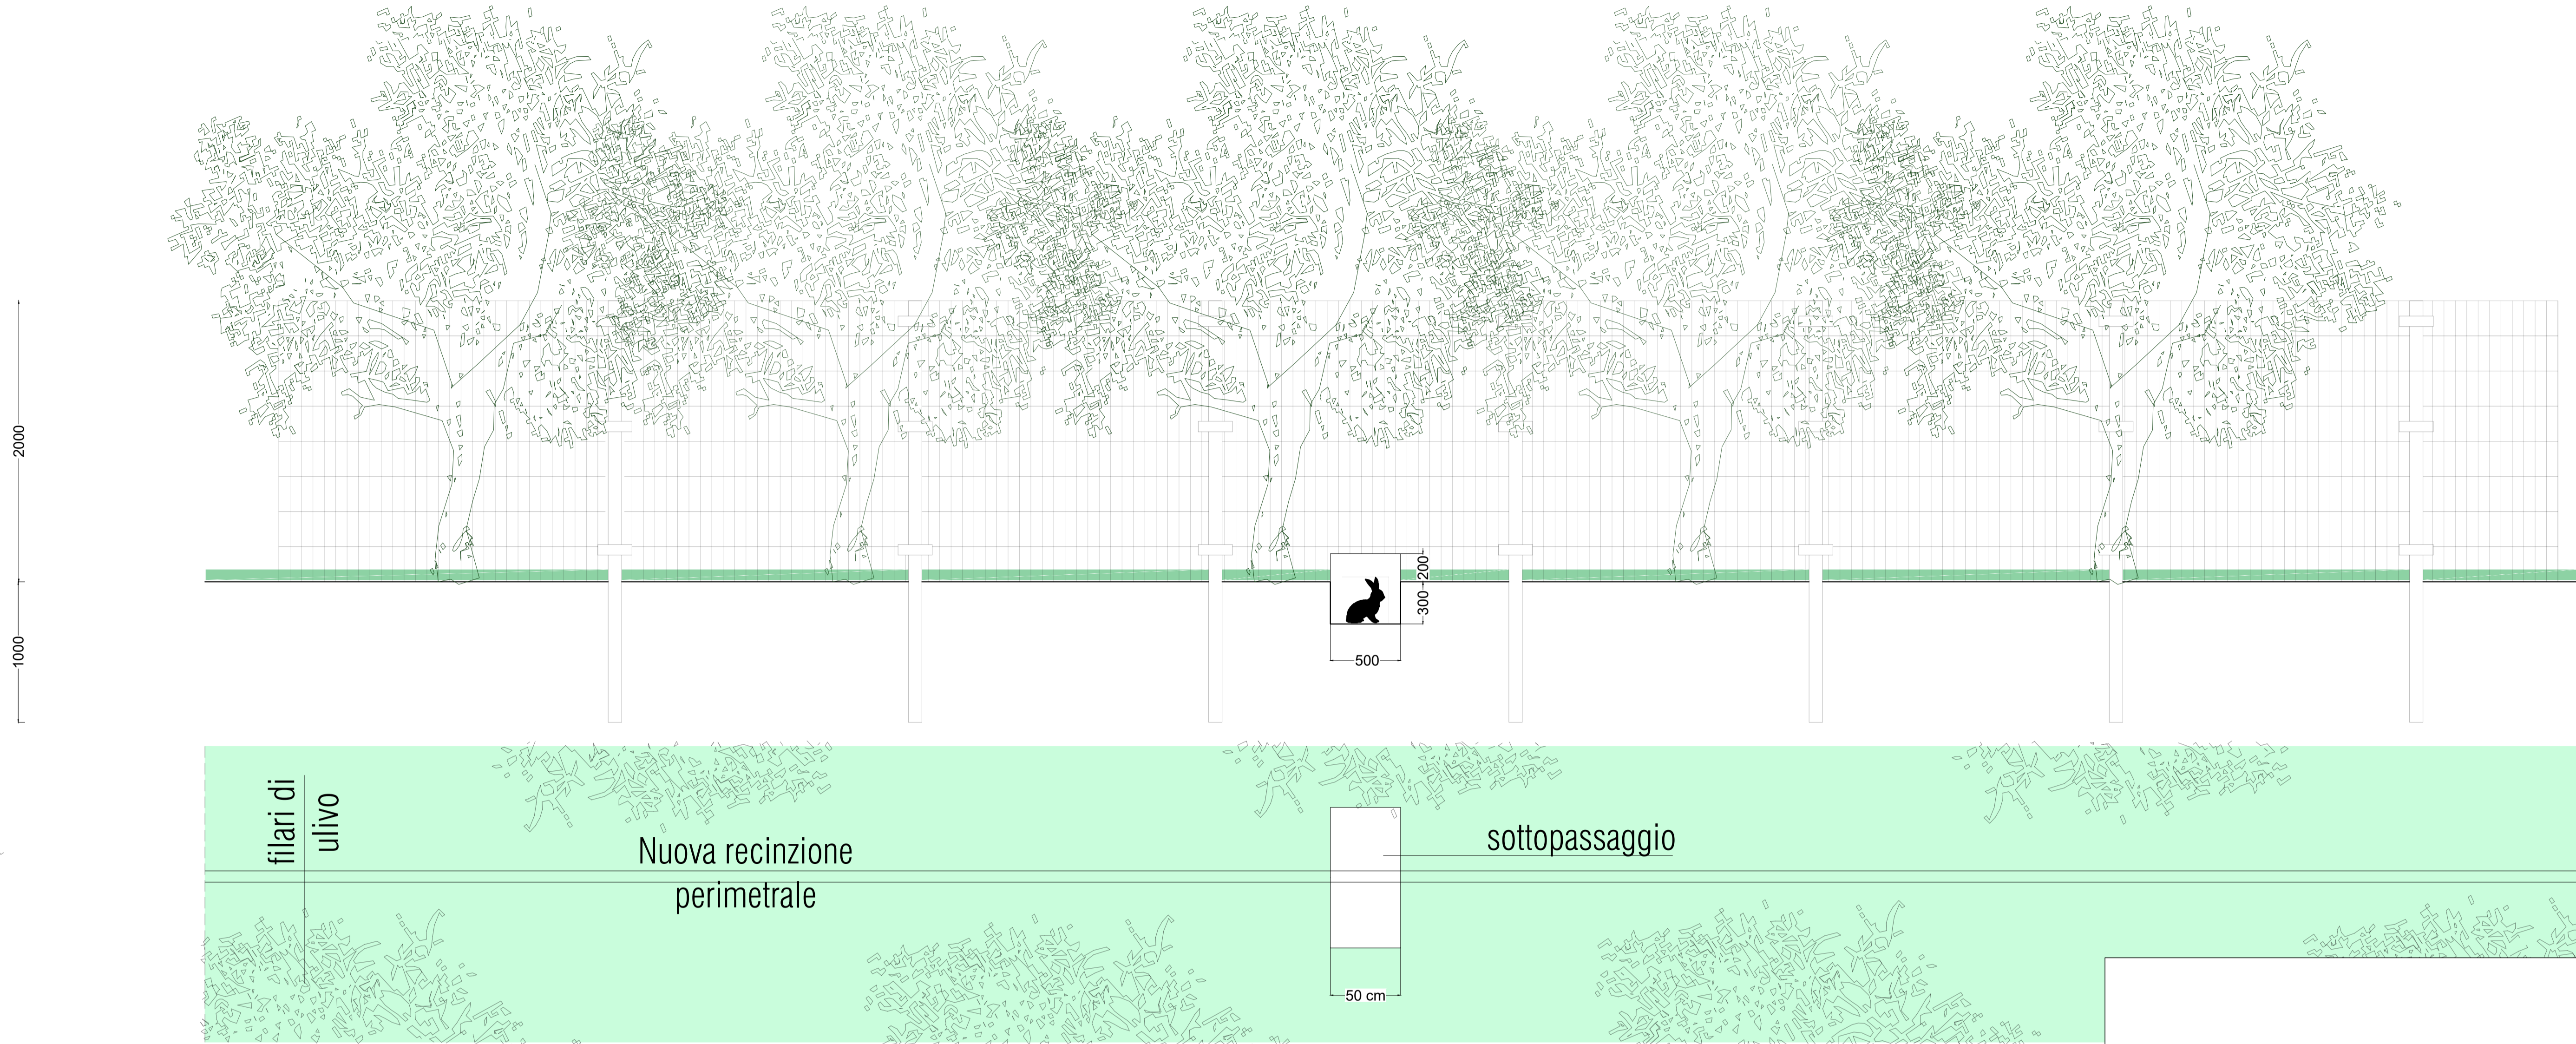 2000
1000
200
300
500
filari di
ulivo
Nuova recinzione
perimetrale
sottopassaggio
50 cm